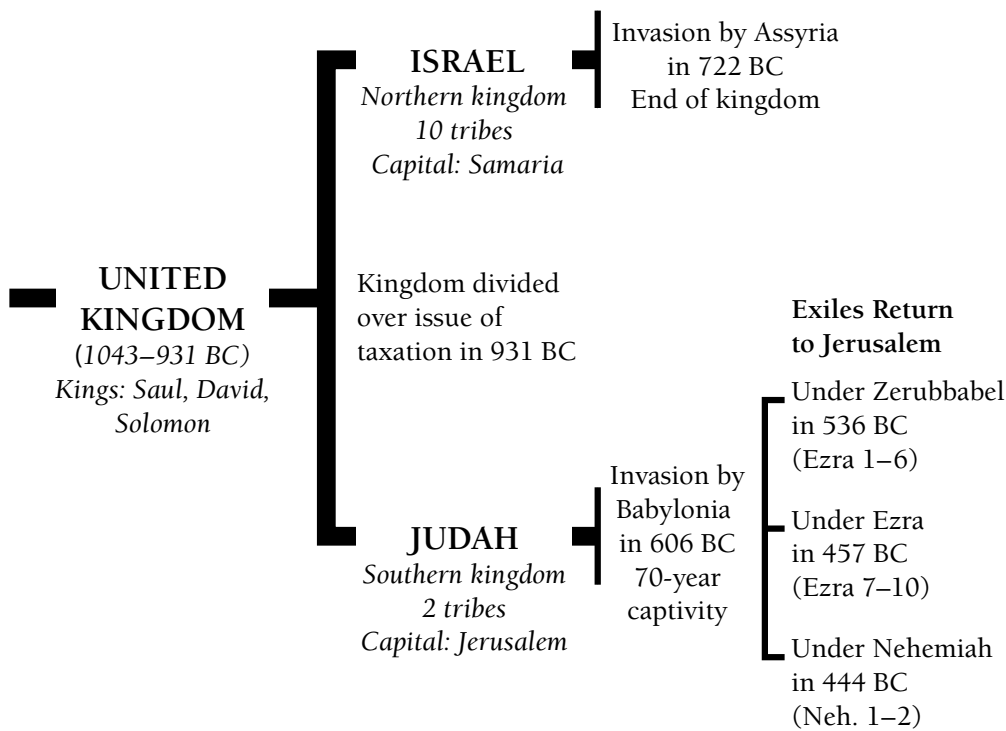 UNITED
KINGDOM
(1043–931 BC)
Kings: Saul, David,
Solomon
Kingdom divided
over issue of
taxation in 931 BC
ISRAEL
Northern kingdom
10 tribes
Capital: Samaria
Invasion by Assyria
in 722 BC
End of kingdom
JUDAH
Southern kingdom
2 tribes
Capital: Jerusalem
Invasion by
Babylonia
in 606 BC
70-year
captivity
Exiles Return
to Jerusalem
Under Zerubbabel
in 536 BC
(Ezra 1–6)
Under Ezra
in 457 BC
(Ezra 7–10)
Under Nehemiah
in 444 BC
(Neh. 1–2)